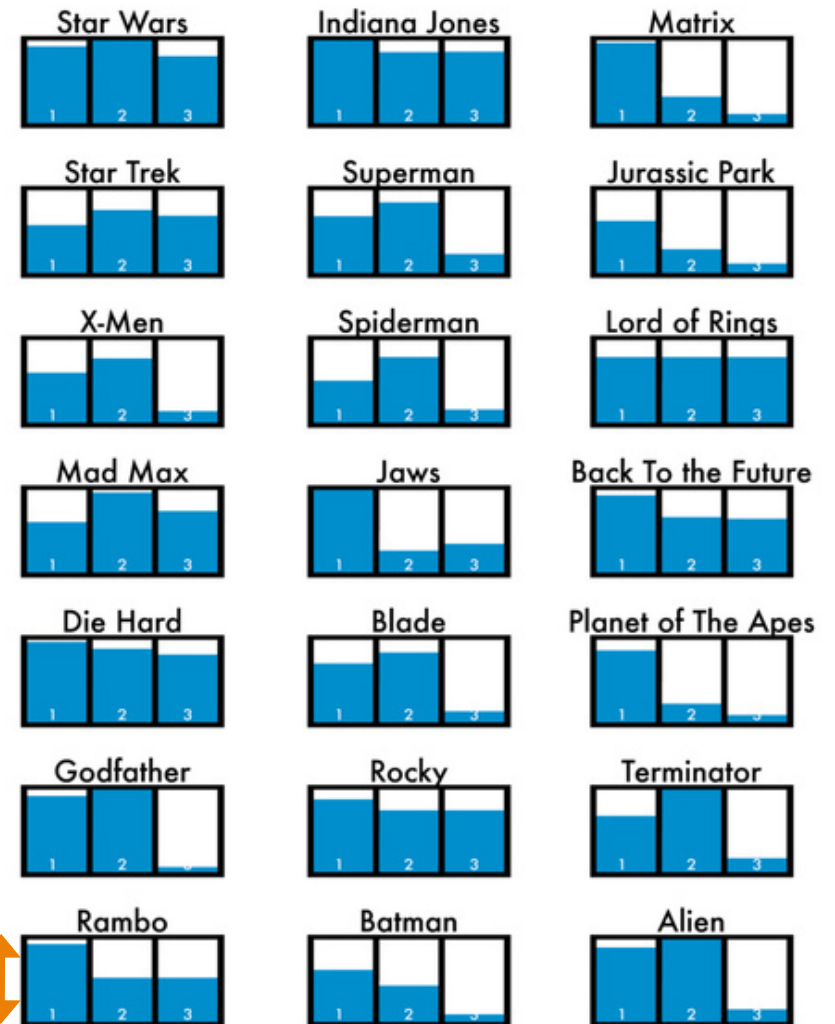 Star Wars Indiana Jones Matrix
1 2 3 1 2 3 1 2 3
Star Trek Superman Jurassic Park
1 2 3 1 2 3 1 2 3
X-Men Spiderman Lord of Rings
1 2 3 1 2 3 1 2 3
Mad Max Jaws Back To the Future
1 2 3 1 2 3 1 2 3
Die Hard Blade Planet of The Apes
1 2 3 1 2 3 1 2 3
Godfather Rocky Terminator
1 2 3 1 2 3 1 2 3
Rambo Batman Alien
1 2 3 1 2 3 1 2 3